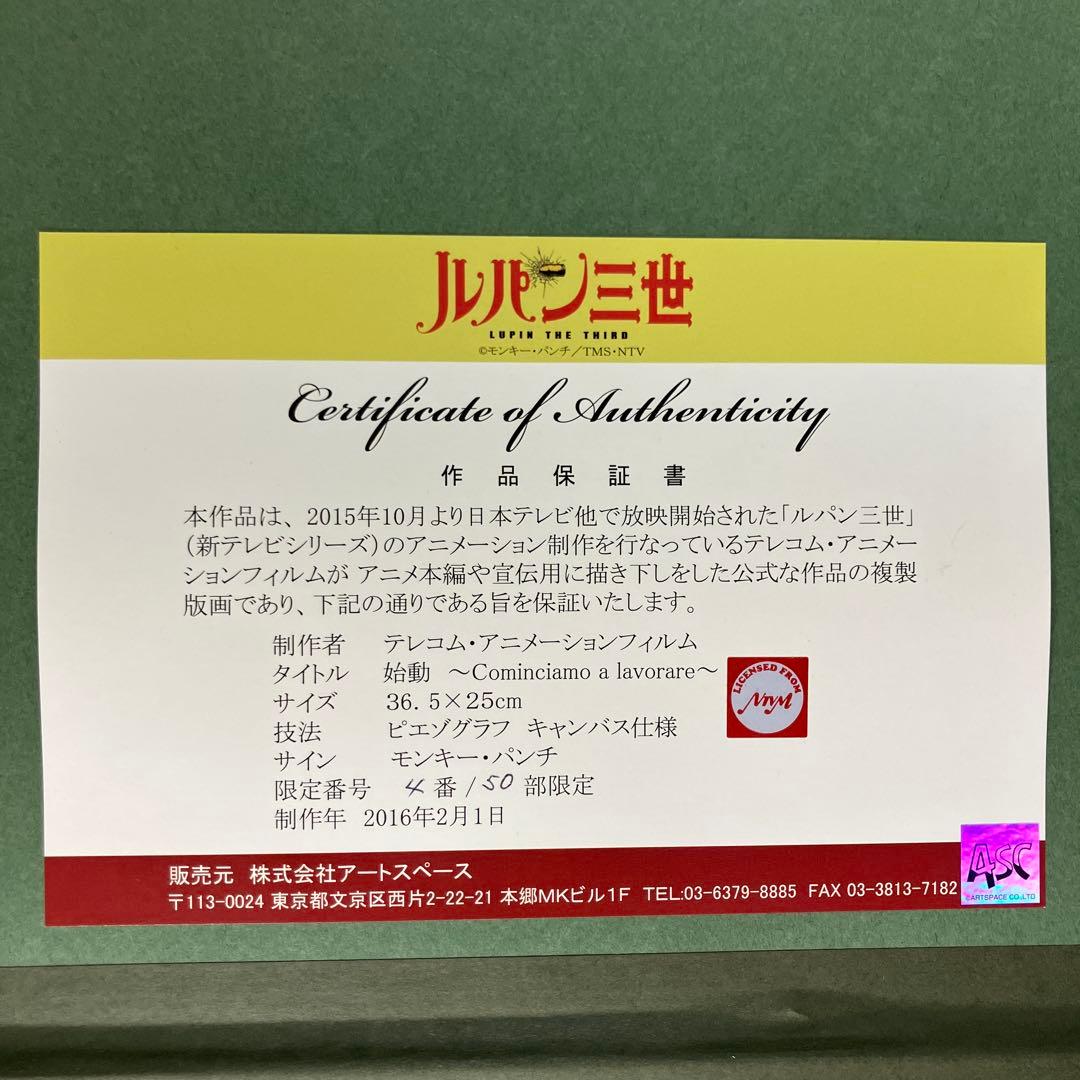 ルパン三世
LUPIN THE THIRD
©モンキー・パンチ／TMS・NTV
Certificate of Authenticity
作品保証書
本作品は、2015年10月より日本テレビ他で放映開始された「ルパン三世」
（新テレビシリーズ）のアニメーション制作を行なっているテレコム・アニメー
ションフィルムが アニメ本編や宣伝用に描き下しをした公式な作品の複製
版画であり、下記の通りである旨を保証いたします。
制作者 テレコム・アニメーションフィルム
タイトル 始動 ～Cominciamo a lavorare～
サイズ 36.5×25cm
技法 ピエゾグラフ キャンバス仕様
サイン モンキー・パンチ
限定番号 4番/50部限定
制作年 2016年2月1日
LICENSED FROM
NTVM
販売元 株式会社アートスペース
〒113-0024 東京都文京区西片2-22-21 本郷MKビル1F TEL:03-6379-8885 FAX 03-3813-7182
ASC
©ARTSPACE CO.,LTD